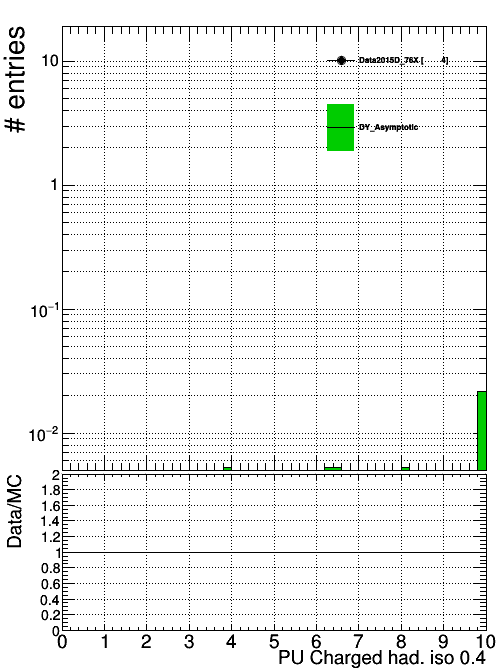 # entries
10
1
10⁻¹
10⁻²
Data2015D_76X [ 4]
DY_Asymptotic
Data/MC
2
1.8
1.6
1.4
1.2
1
0.8
0.6
0.4
0.2
0
0 1 2 3 4 5 6 7 8 9 10
PU Charged had. iso 0.4